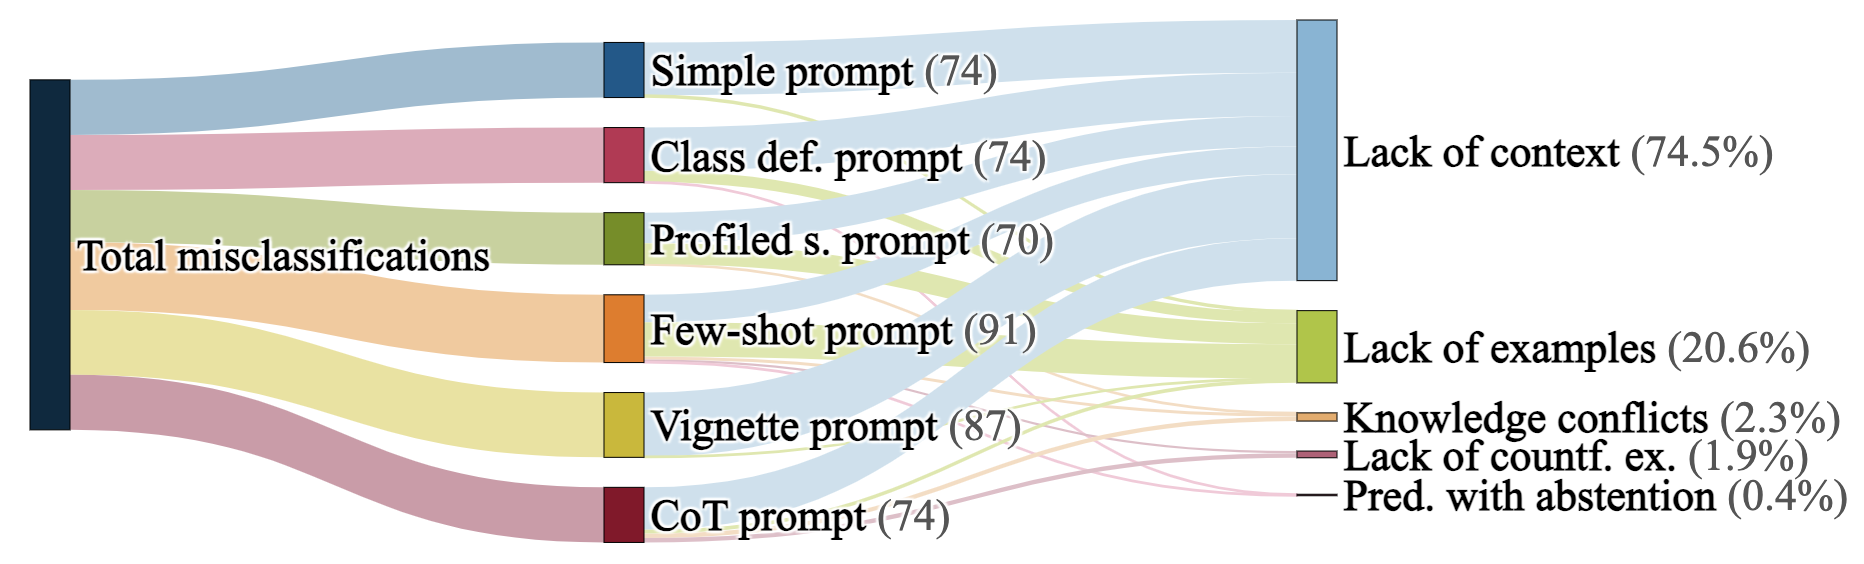 Total misclassifications
Simple prompt (74)
Class def. prompt (74)
Profiled s. prompt (70)
Few-shot prompt (91)
Vignette prompt (87)
CoT prompt (74)
Lack of context (74.5%)
Lack of examples (20.6%)
Knowledge conflicts (2.3%)
Lack of countf. ex. (1.9%)
Pred. with abstention (0.4%)